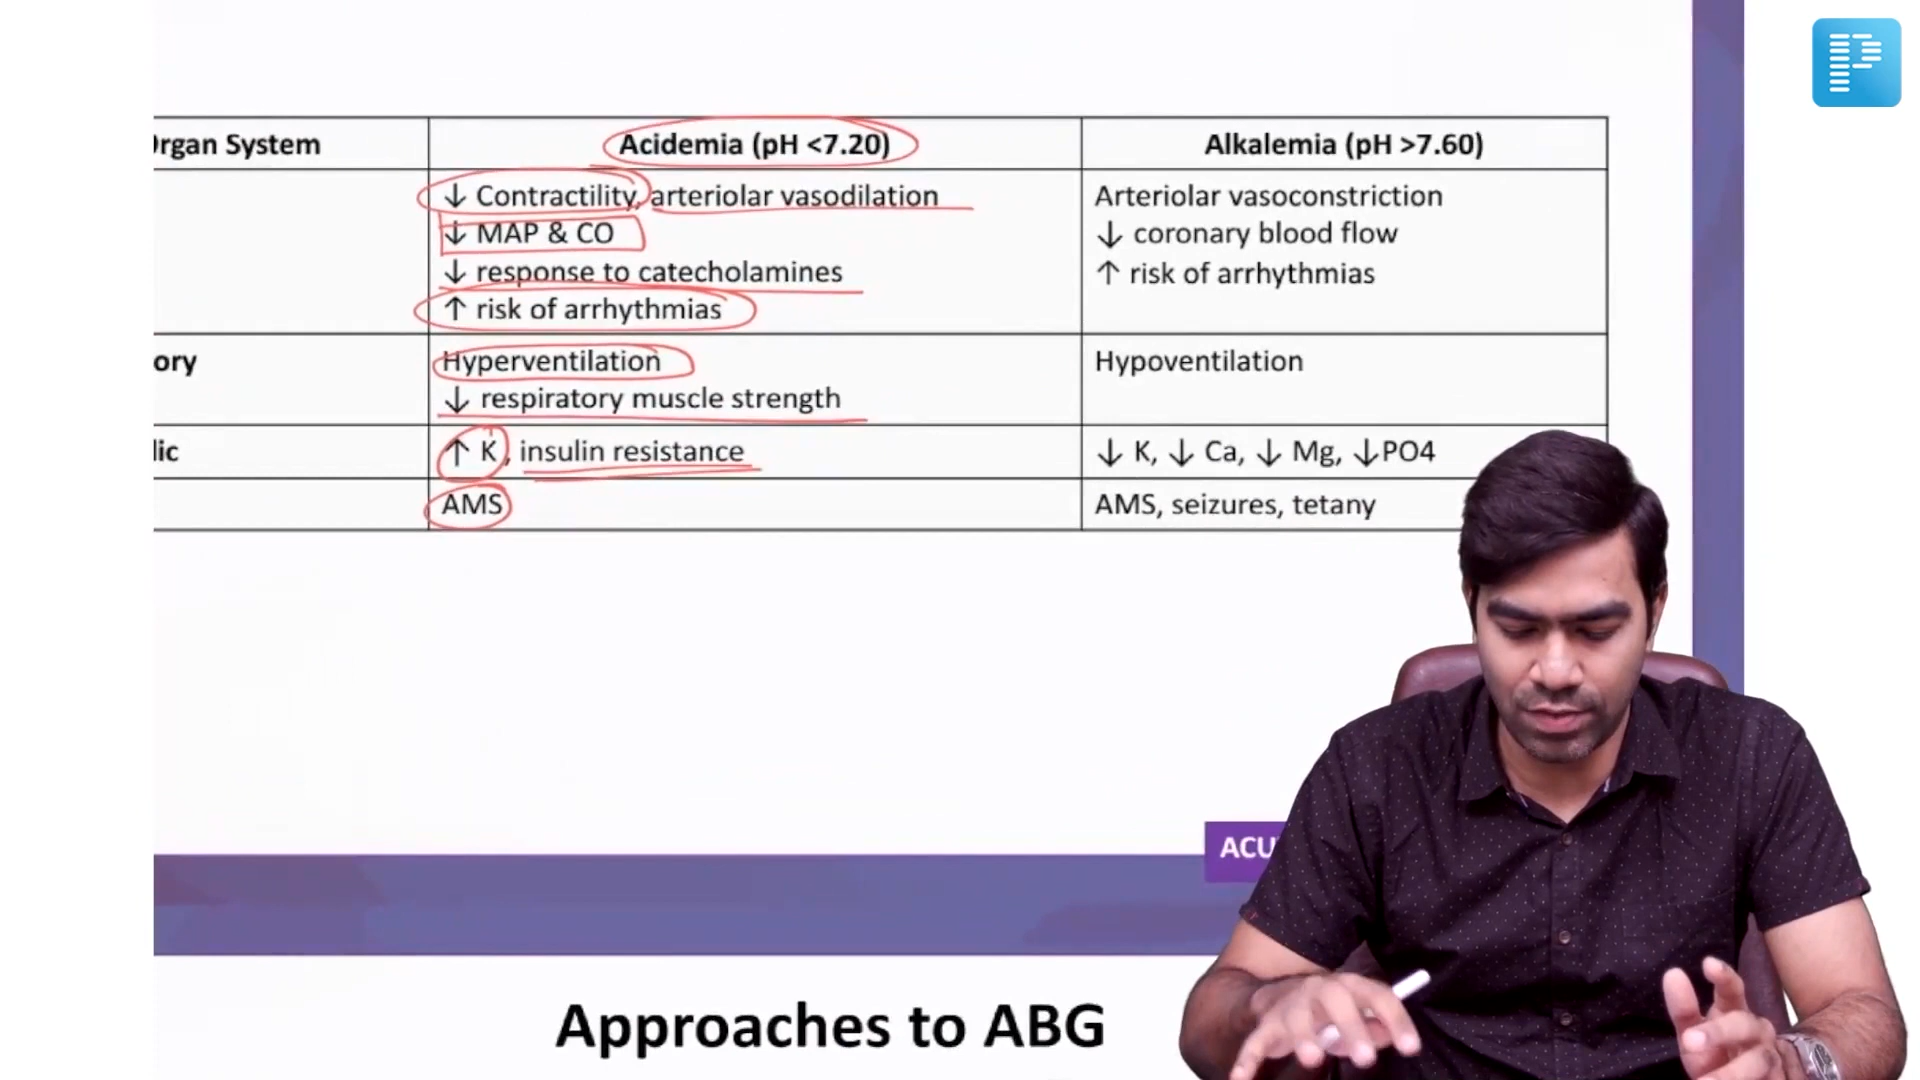 Organ System Acidemia (pH <7.20) Alkalemia (pH >7.60)
↓ Contractility, arteriolar vasodilation
↓ MAP & CO
↓ response to catecholamines
↑ risk of arrhythmias
Arteriolar vasoconstriction
↓ coronary blood flow
↑ risk of arrhythmias
ory
Hyperventilation
↓ respiratory muscle strength
Hypoventilation
lic
↑ K, insulin resistance
↓ K, ↓ Ca, ↓ Mg, ↓PO4
AMS
AMS, seizures, tetany
ACU
Approaches to ABG
P